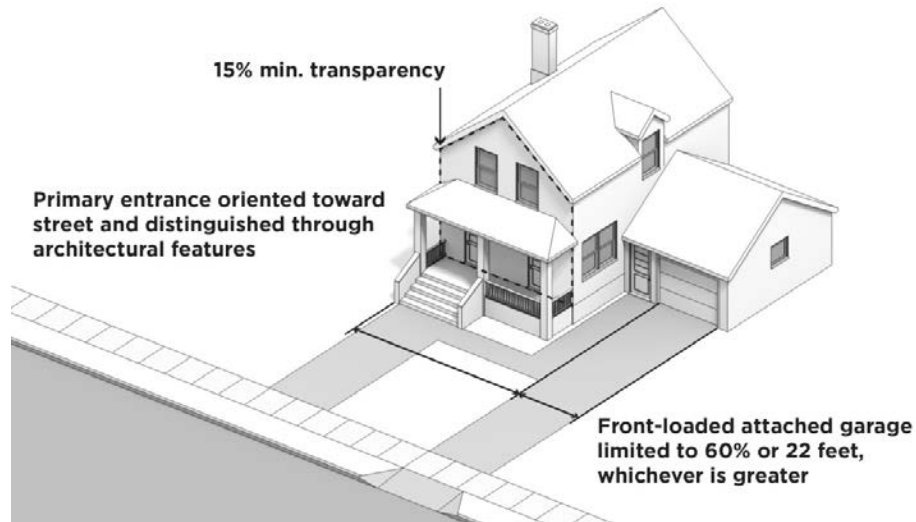 15% min. transparency
Primary entrance oriented toward
street and distinguished through
architectural features
Front-loaded attached garage
limited to 60% or 22 feet,
whichever is greater